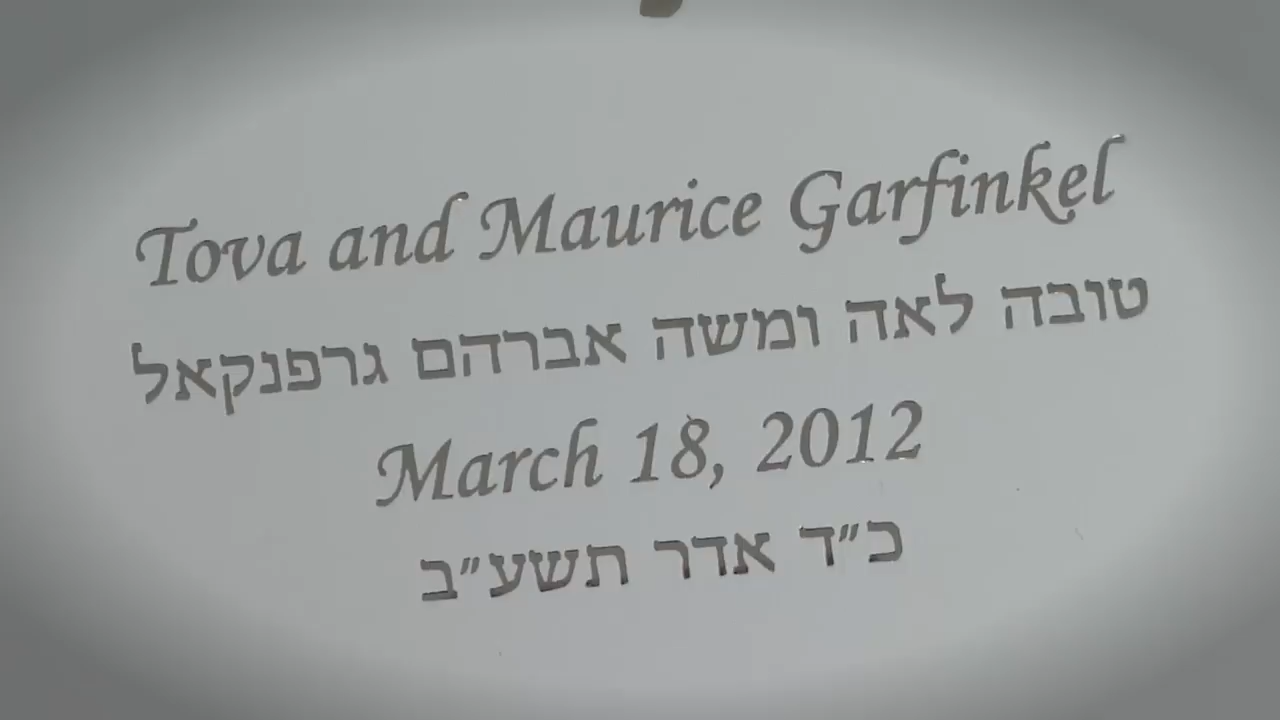 Tova and Maurice Garfinkel
טובה לאה ומשה אברהם גרפנקאל
March 18, 2012
כ״ד אדר תשע״ב